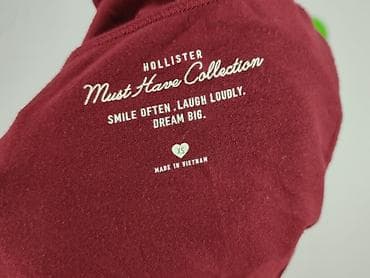 HOLLISTER
Must Have Collection
SMILE OFTEN. LAUGH LOUDLY.
DREAM BIG.
XS
MADE IN VIETNAM